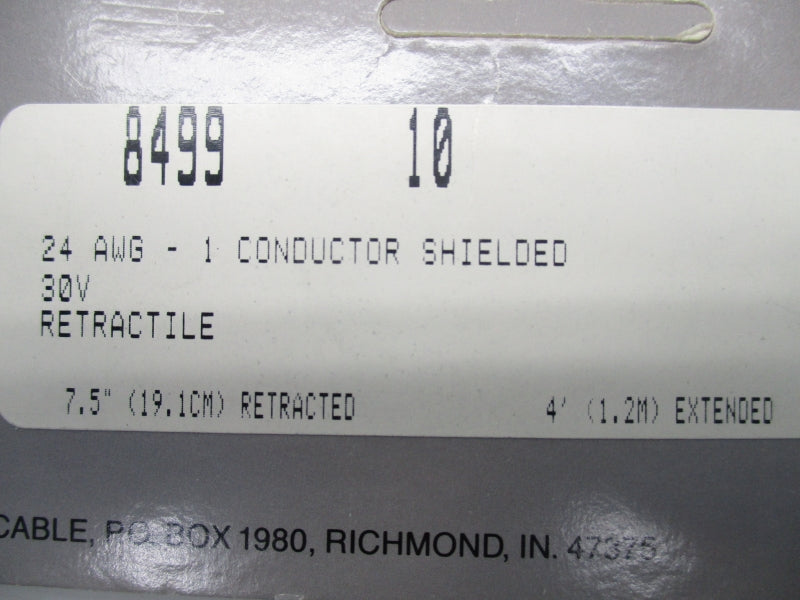 8499 10
24 AWG - 1 CONDUCTOR SHIELDED
30V
RETRACTILE
7.5" (19.1CM) RETRACTED 4' (1.2M) EXTENDED
CABLE, P.O. BOX 1980, RICHMOND, IN. 47375